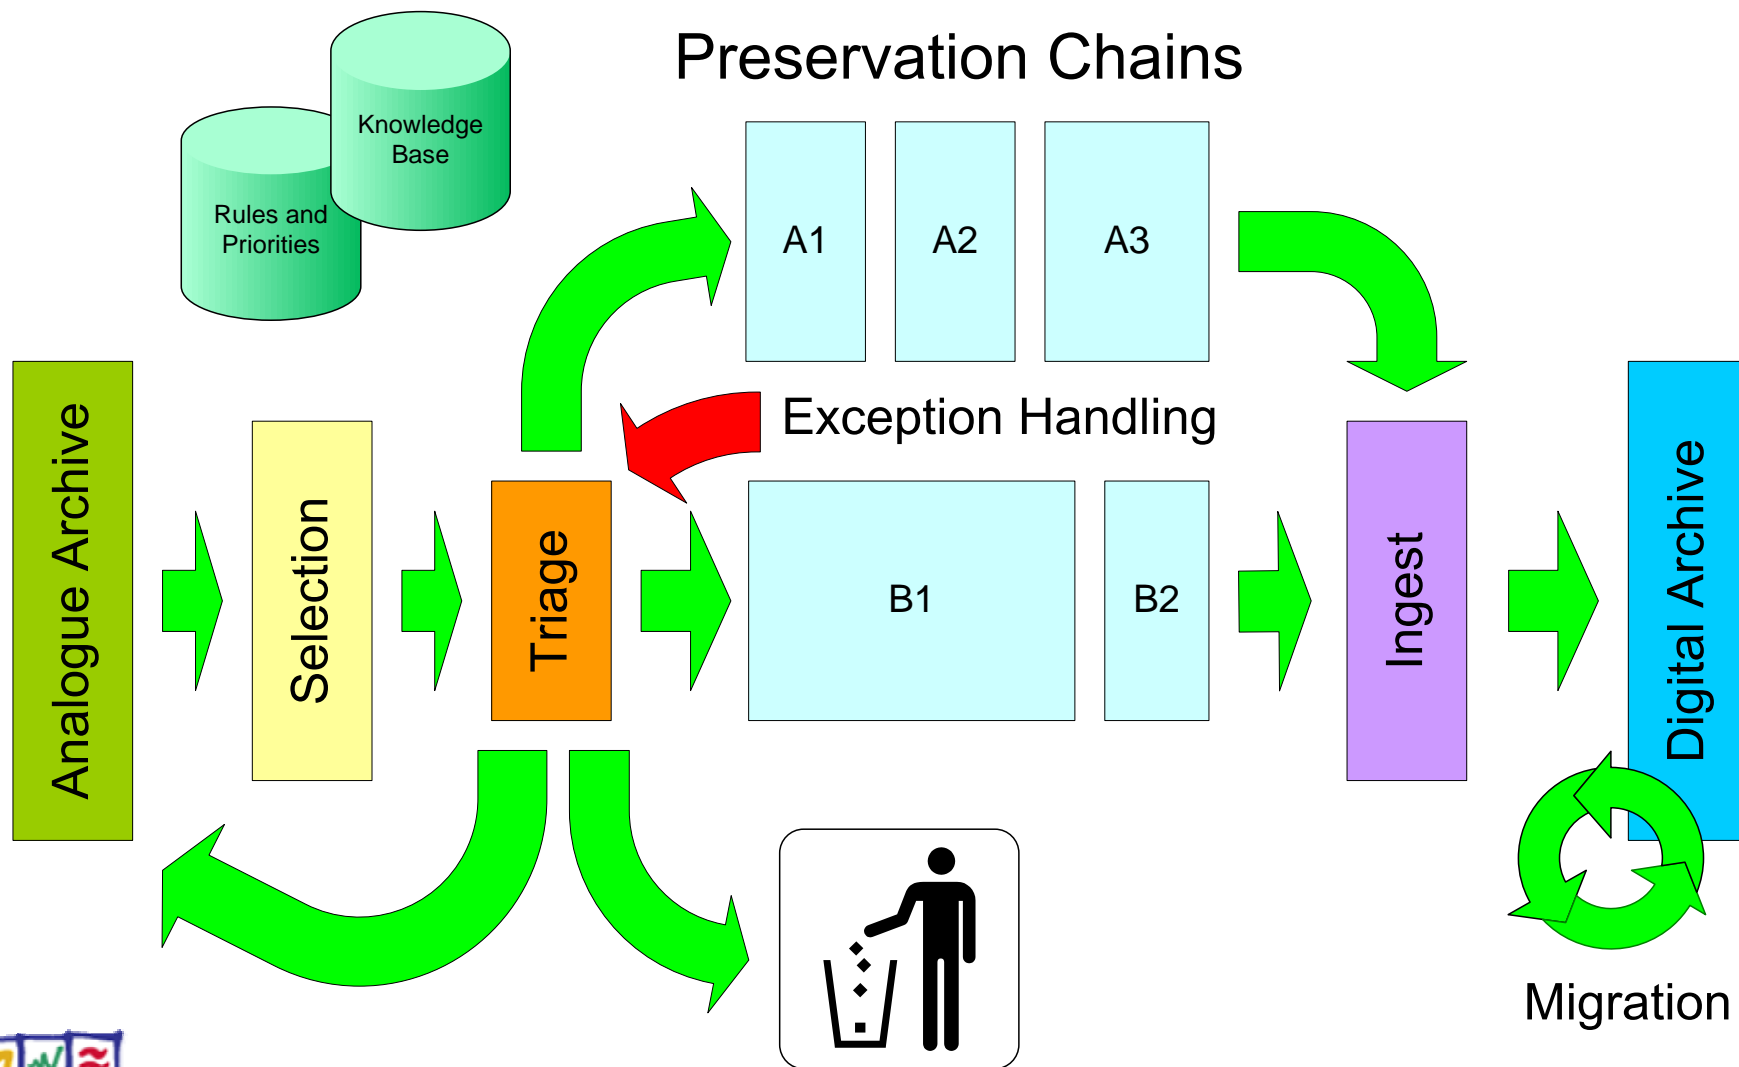 Preservation Chains
Knowledge
Base
Rules and
Priorities
A1
A2
A3
Exception Handling
Analogue Archive
Selection
Triage
B1
B2
Ingest
Digital Archive
Migration